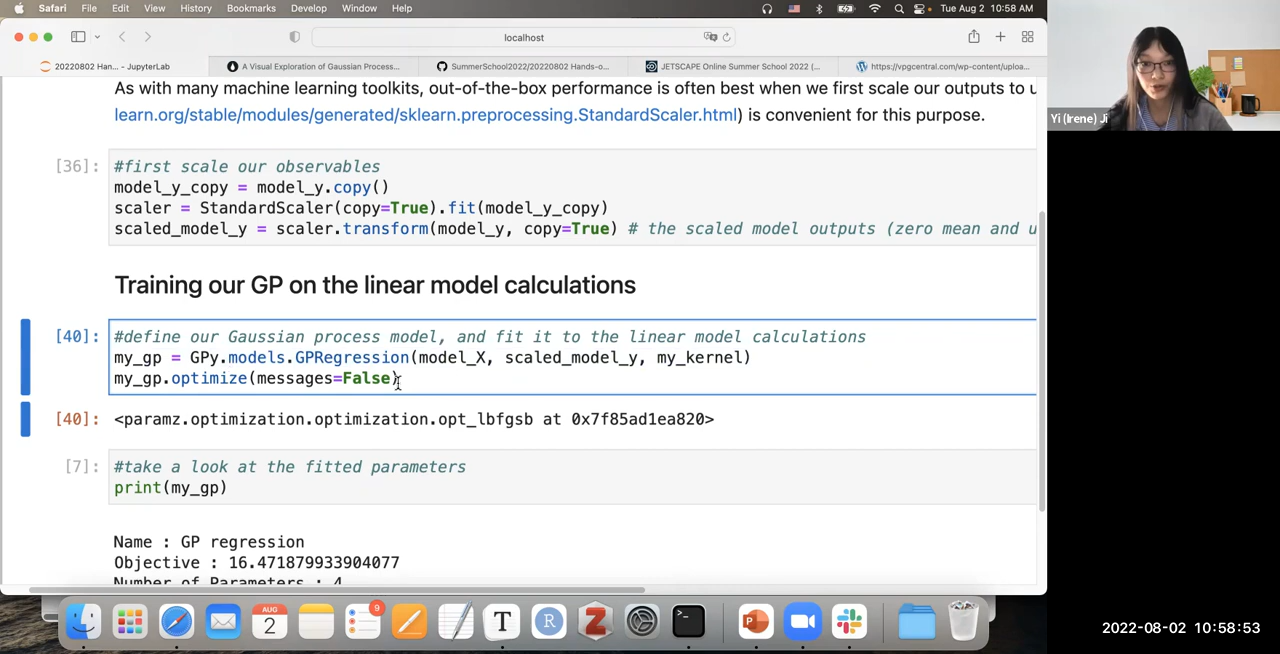 Safari File Edit View History Bookmarks Develop Window Help Tue Aug 2 10:58 AM
localhost
20220802 Han... - JupyterLab
A Visual Exploration of Gaussian Process...
SummerSchool2022/20220802 Hands-o...
JETSCAPE Online Summer School 2022 (...
https://vpgcentral.com/wp-content/uploa...
As with many machine learning toolkits, out-of-the-box performance is often best when we first scale our outputs to u
learn.org/stable/modules/generated/sklearn.preprocessing.StandardScaler.html) is convenient for this purpose.
[36]: #first scale our observables
model_y_copy = model_y.copy()
scaler = StandardScaler(copy=True).fit(model_y_copy)
scaled_model_y = scaler.transform(model_y, copy=True) # the scaled model outputs (zero mean and u
Training our GP on the linear model calculations
[40]: #define our Gaussian process model, and fit it to the linear model calculations
my_gp = GPy.models.GPRegression(model_X, scaled_model_y, my_kernel)
my_gp.optimize(messages=False)
[40]: <paramz.optimization.optimization.opt_lbfgsb at 0x7f85ad1ea820>
[7]: #take a look at the fitted parameters
print(my_gp)
Name : GP regression
Objective : 16.471879933904077
Number of Parameters : 4
Yi (Irene) Ji
AUG
2
9
T
R
Z
P
2022-08-02 10:58:53